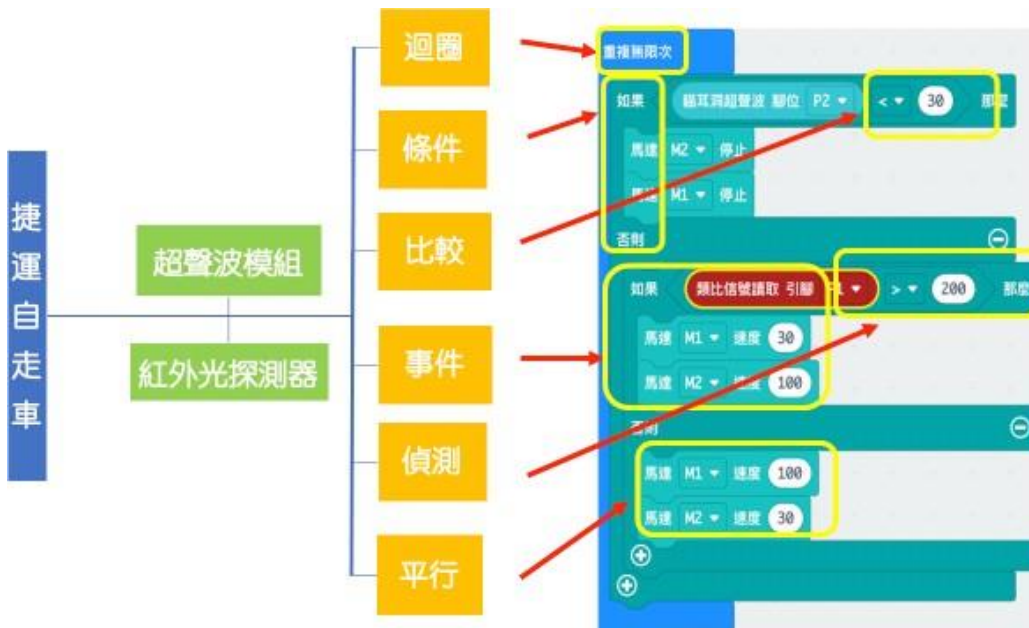 捷運自走車
超聲波模組
紅外光探測器
迴圈
條件
比較
事件
偵測
平行
重複無限次
如果 貓耳洞超聲波 腳位 P2 < 30 那麼
馬達 M2 停止
馬達 M1 停止
否則
如果 類比信號讀取 引腳 P1 > 200 那麼
馬達 M1 速度 30
馬達 M2 速度 100
否則
馬達 M1 速度 100
馬達 M2 速度 30